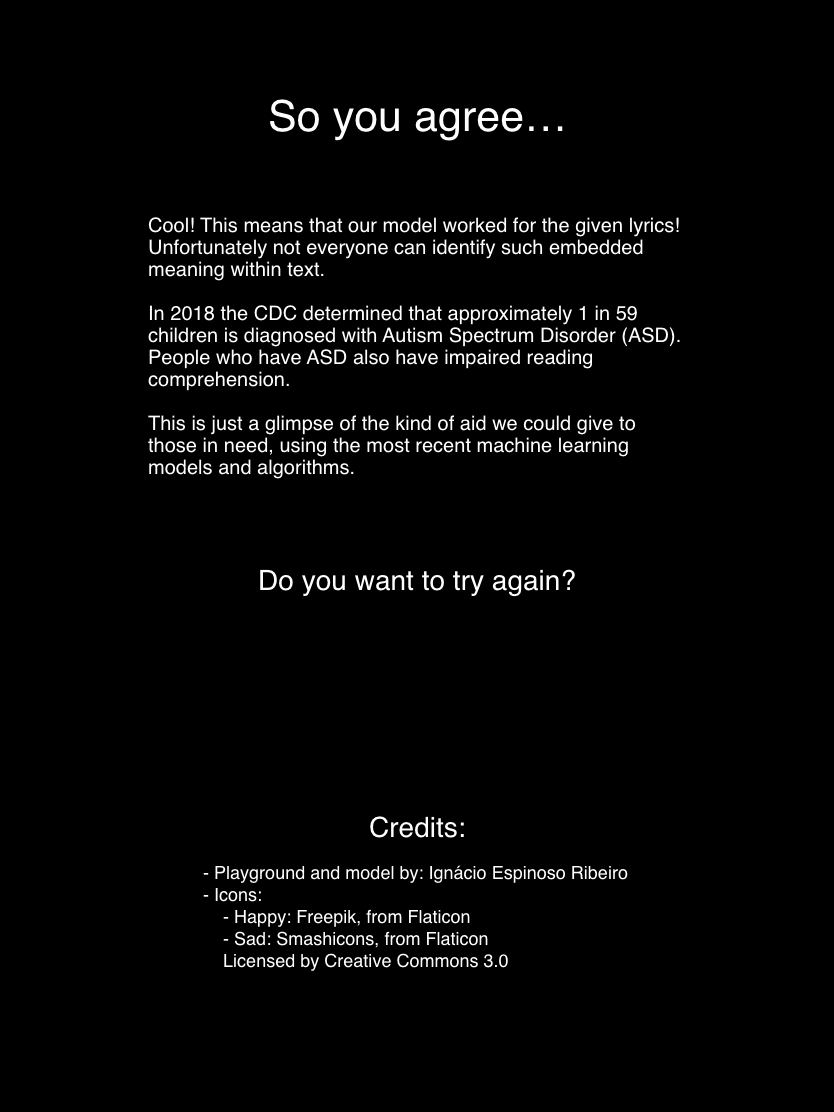 So you agree…
Cool! This means that our model worked for the given lyrics!
Unfortunately not everyone can identify such embedded
meaning within text.
In 2018 the CDC determined that approximately 1 in 59
children is diagnosed with Autism Spectrum Disorder (ASD).
People who have ASD also have impaired reading
comprehension.
This is just a glimpse of the kind of aid we could give to
those in need, using the most recent machine learning
models and algorithms.
Do you want to try again?
Credits:
- Playground and model by: Ignácio Espinoso Ribeiro
- Icons:
- Happy: Freepik, from Flaticon
- Sad: Smashicons, from Flaticon
Licensed by Creative Commons 3.0